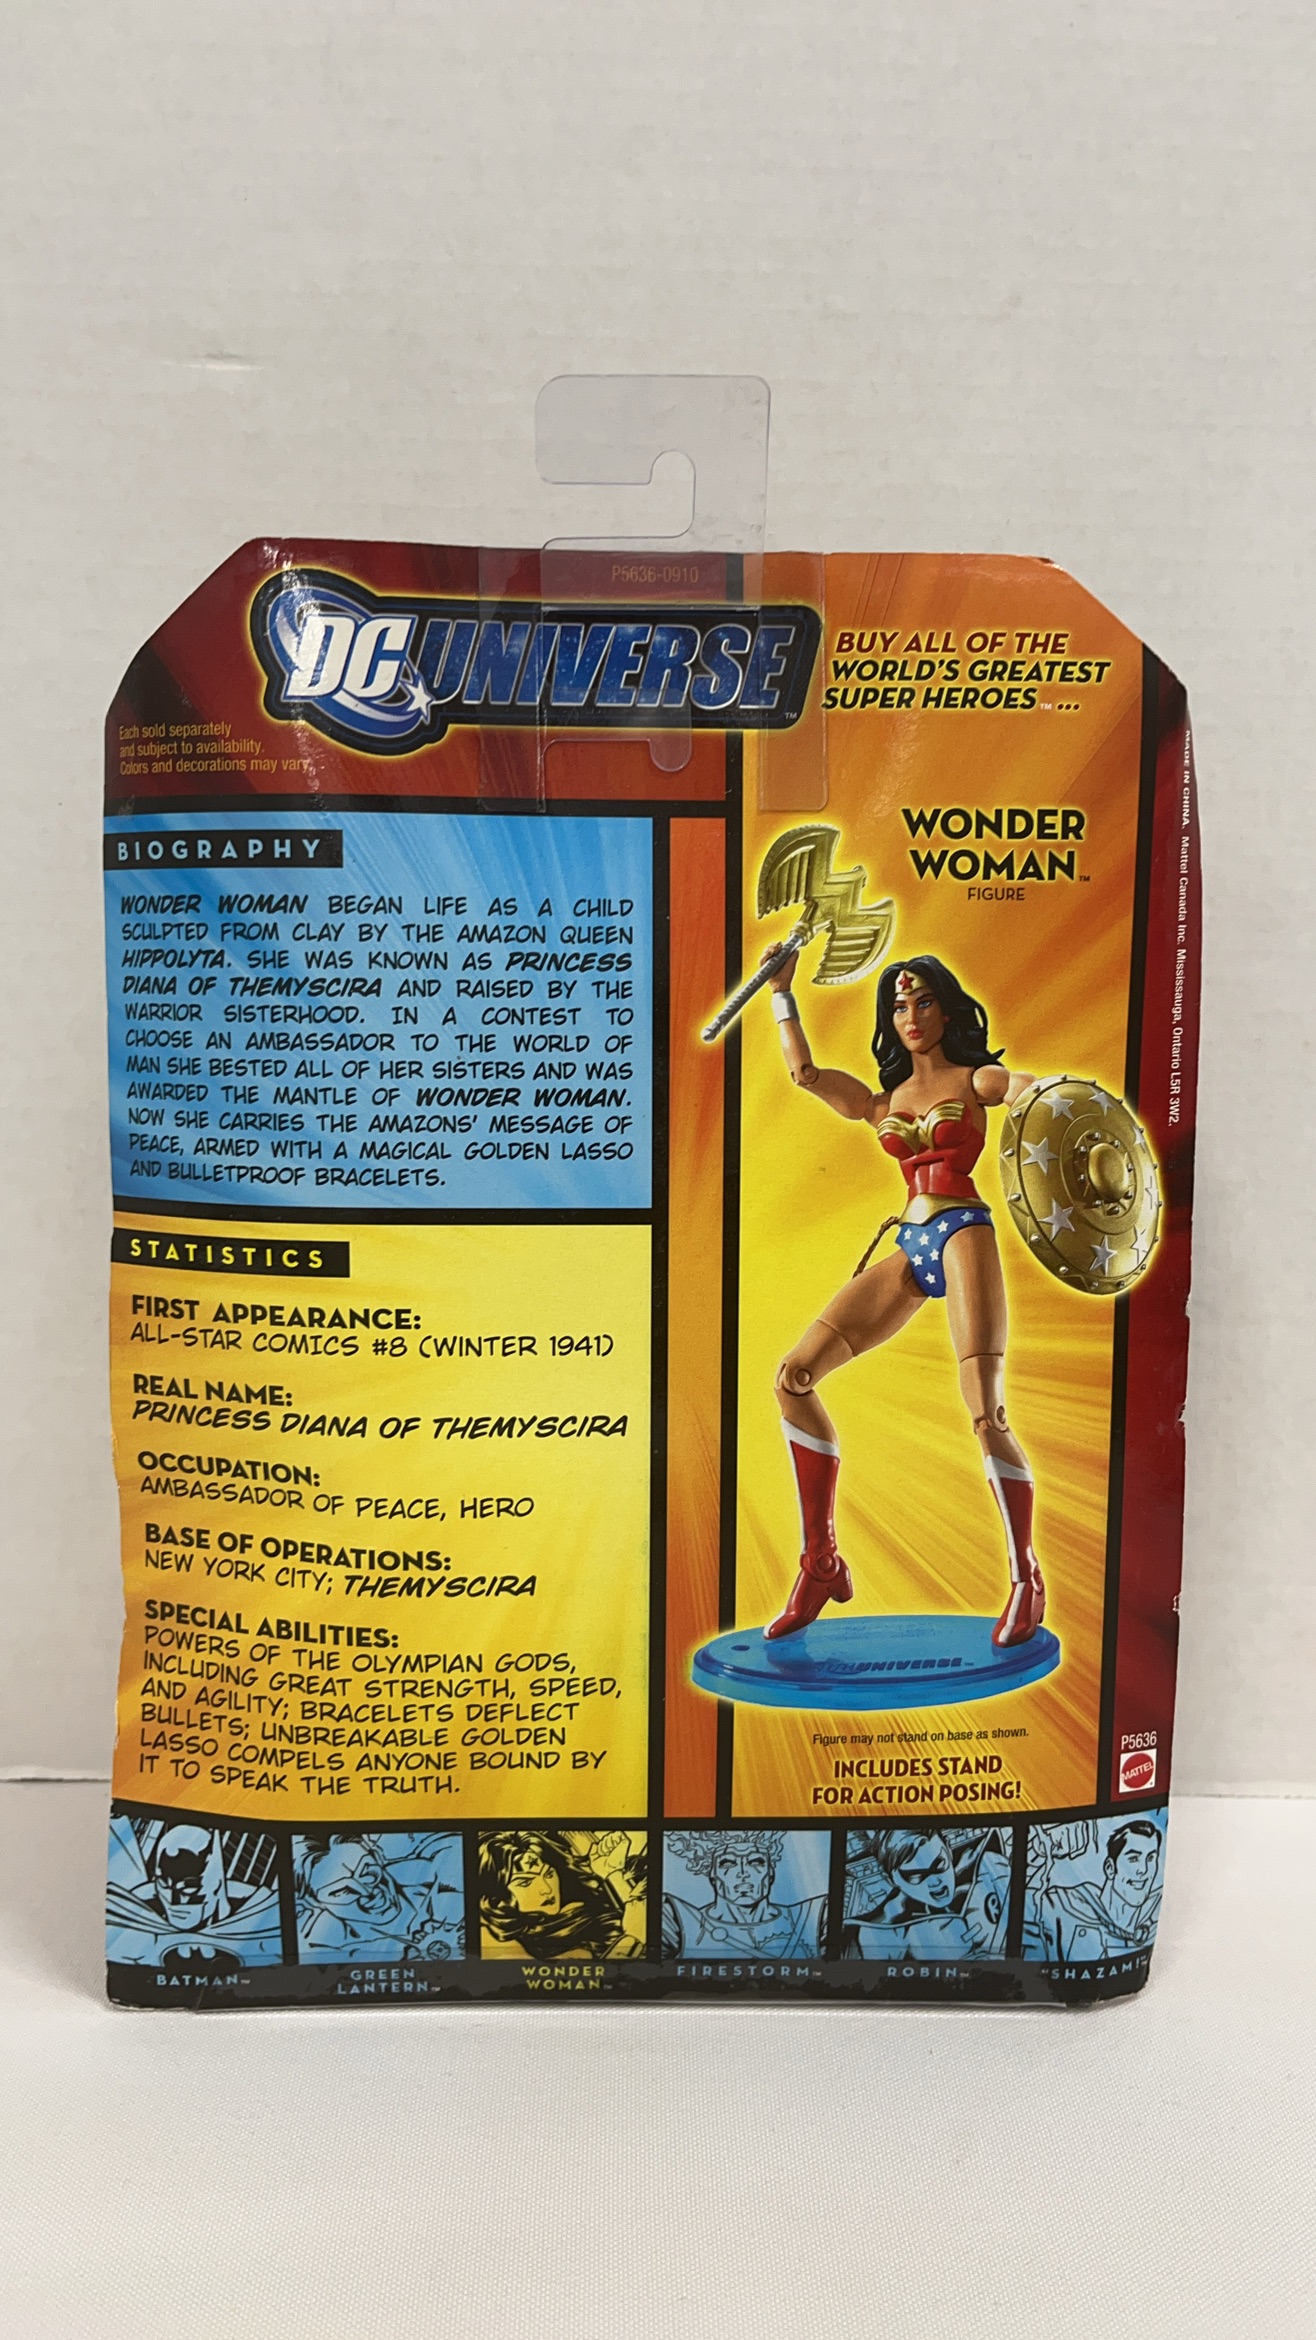 P5636-0910
DC UNIVERSE™
BUY ALL OF THE
WORLD'S GREATEST
SUPER HEROES™...
Each sold separately
and subject to availability.
Colors and decorations may vary.
BIOGRAPHY
WONDER WOMAN BEGAN LIFE AS A CHILD
SCULPTED FROM CLAY BY THE AMAZON QUEEN
HIPPOLYTA. SHE WAS KNOWN AS PRINCESS
DIANA OF THEMYSCIRA AND RAISED BY THE
WARRIOR SISTERHOOD. IN A CONTEST TO
CHOOSE AN AMBASSADOR TO THE WORLD OF
MAN SHE BESTED ALL OF HER SISTERS AND WAS
AWARDED THE MANTLE OF WONDER WOMAN.
NOW SHE CARRIES THE AMAZONS' MESSAGE OF
PEACE, ARMED WITH A MAGICAL GOLDEN LASSO
AND BULLETPROOF BRACELETS.
STATISTICS
FIRST APPEARANCE:
ALL-STAR COMICS #8 (WINTER 1941)
REAL NAME:
PRINCESS DIANA OF THEMYSCIRA
OCCUPATION:
AMBASSADOR OF PEACE, HERO
BASE OF OPERATIONS:
NEW YORK CITY; THEMYSCIRA
SPECIAL ABILITIES:
POWERS OF THE OLYMPIAN GODS,
INCLUDING GREAT STRENGTH, SPEED,
AND AGILITY; BRACELETS DEFLECT
BULLETS; UNBREAKABLE GOLDEN
LASSO COMPELS ANYONE BOUND BY
IT TO SPEAK THE TRUTH.
WONDER
WOMAN™
FIGURE
UNIVERSE
Figure may not stand on base as shown.
INCLUDES STAND
FOR ACTION POSING!
MADE IN CHINA. Mattel Canada Inc. Mississauga, Ontario L5R 3W2.
P5636
MATTEL
BATMAN™
GREEN
LANTERN™
WONDER
WOMAN™
FIRESTORM™
ROBIN™
"SHAZAM!"